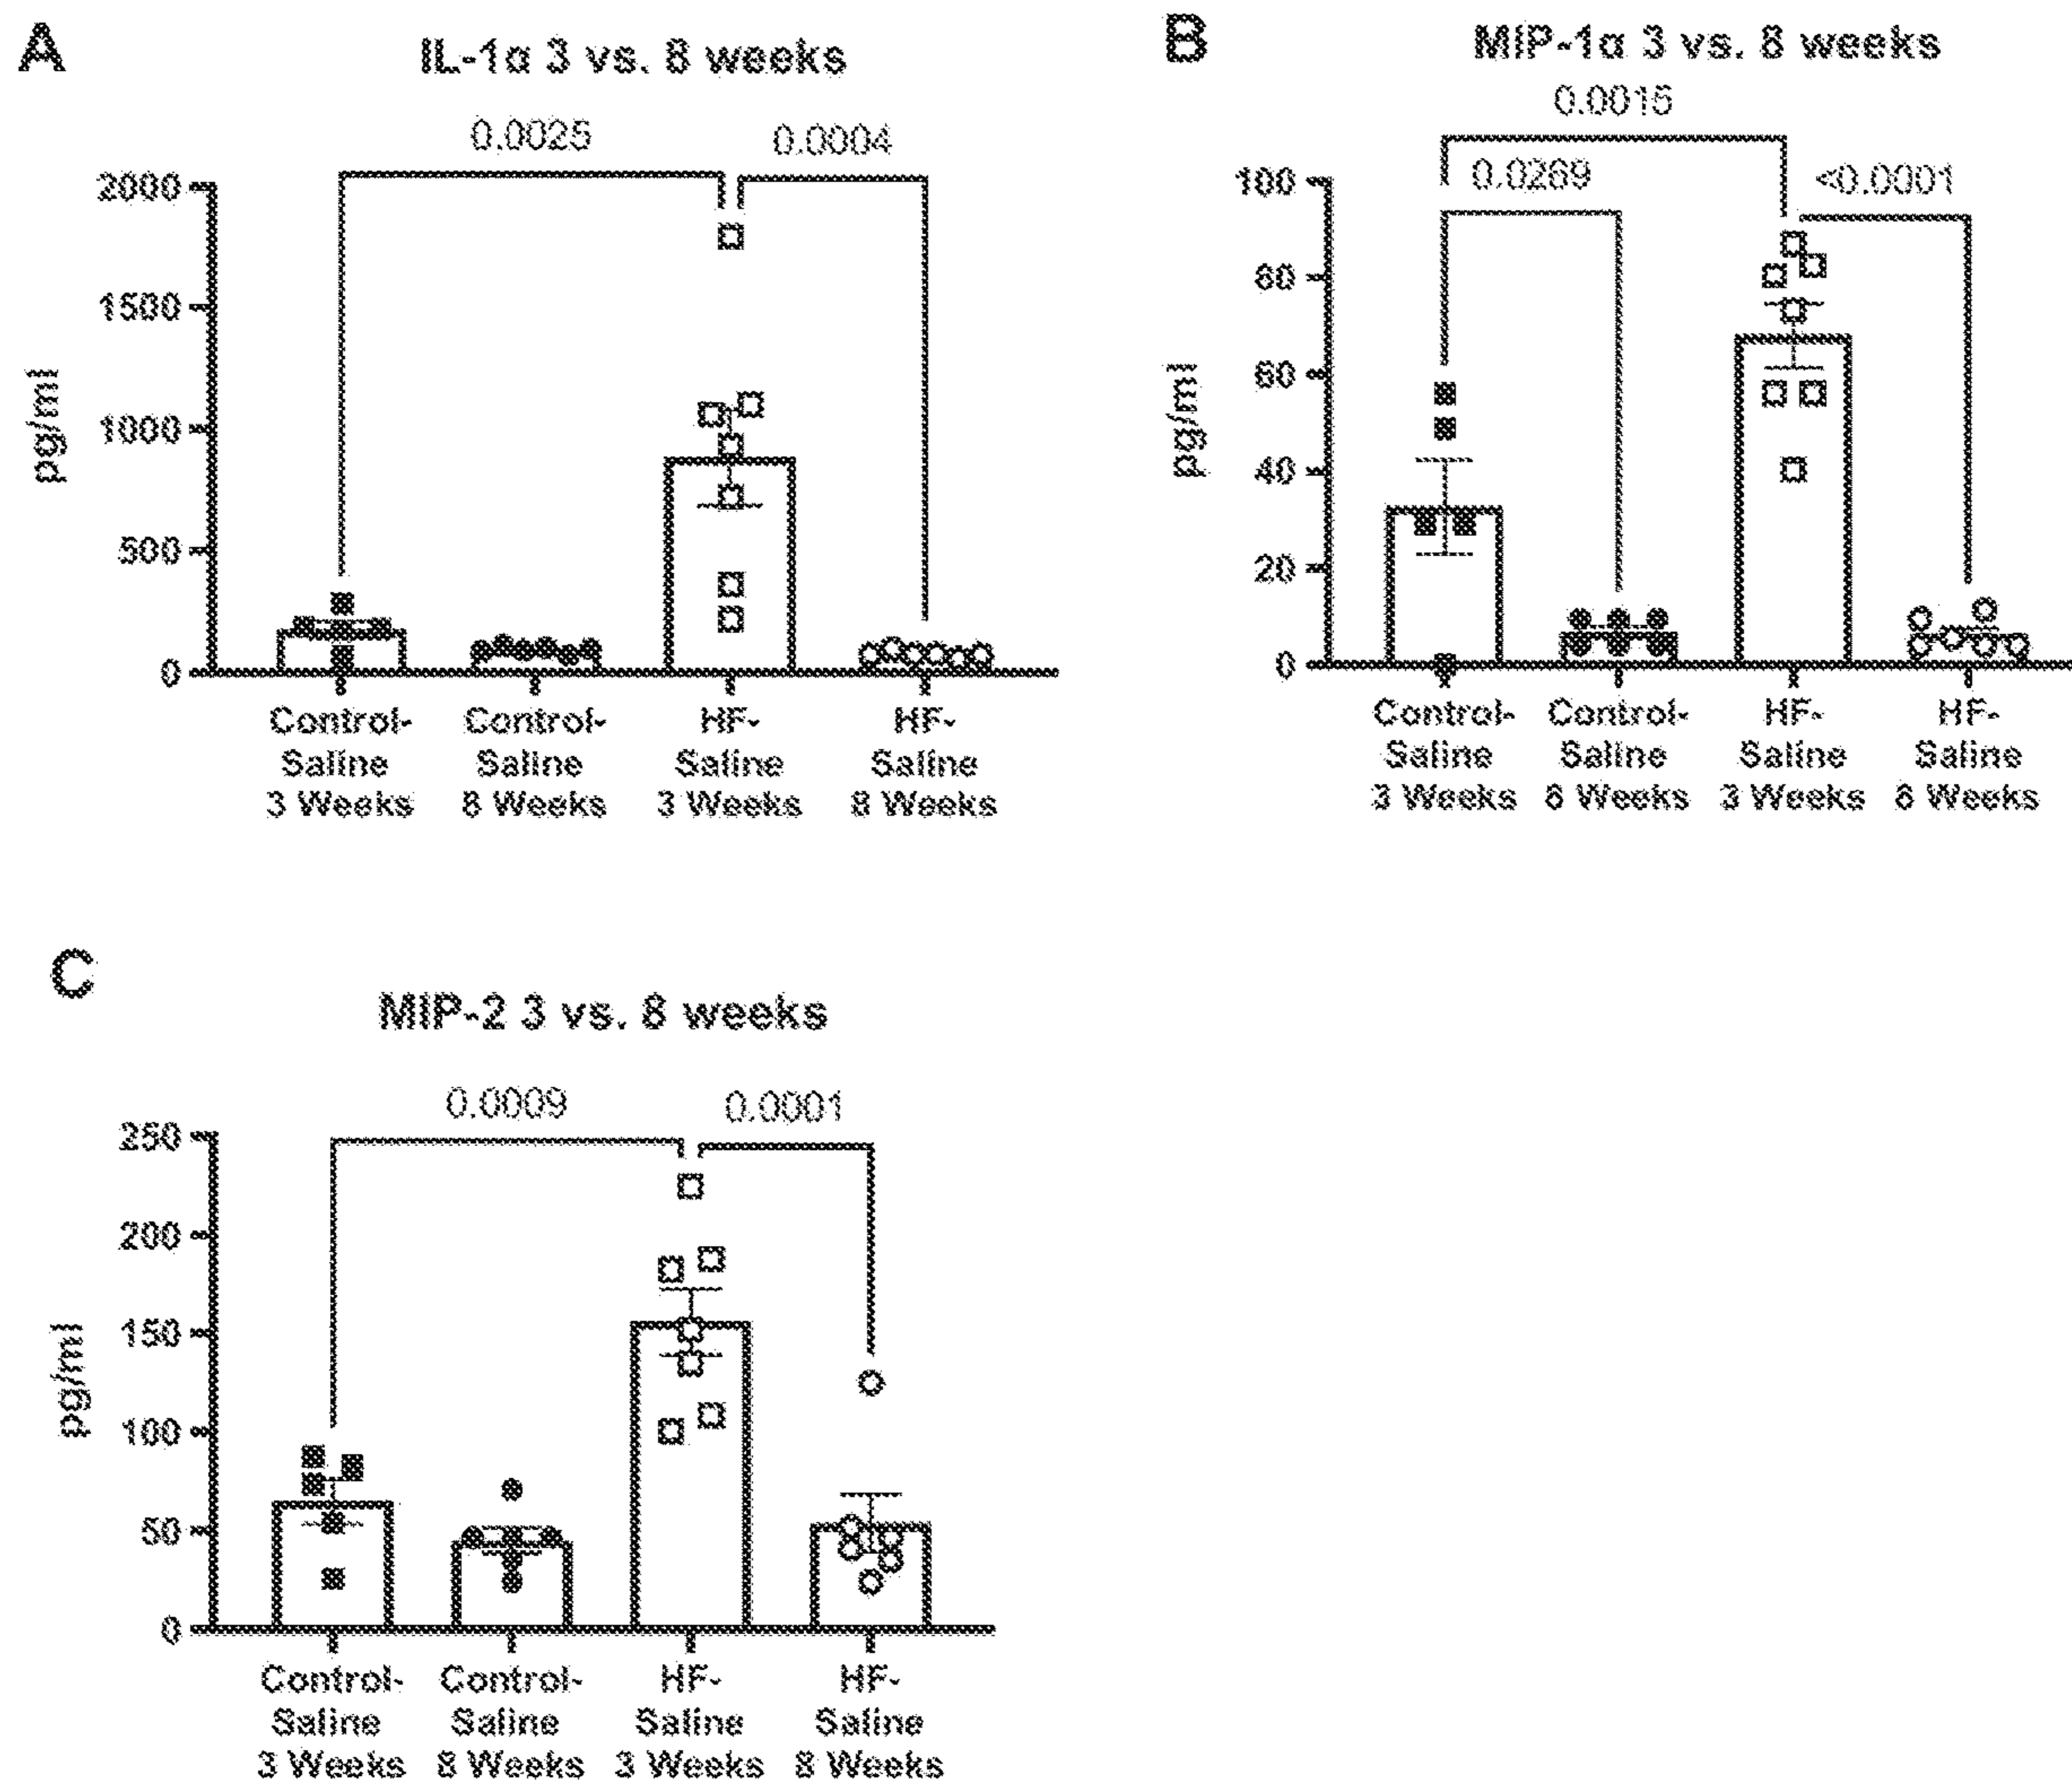 A
IL-1α 3 vs. 8 weeks
0.0025
0.0004
2000
1500
1000
500
0
pg/ml
Control-
Saline
3 Weeks
Control-
Saline
8 Weeks
HF-
Saline
3 Weeks
HF-
Saline
8 Weeks
B
MIP-1α 3 vs. 8 weeks
0.0015
0.0289
<0.0001
100
80
60
40
20
0
pg/ml
Control-
Saline
3 Weeks
Control-
Saline
8 Weeks
HF-
Saline
3 Weeks
HF-
Saline
8 Weeks
C
MIP-2 3 vs. 8 weeks
0.0009
0.0001
250
200
150
100
50
0
pg/ml
Control-
Saline
3 Weeks
Control-
Saline
8 Weeks
HF-
Saline
3 Weeks
HF-
Saline
8 Weeks